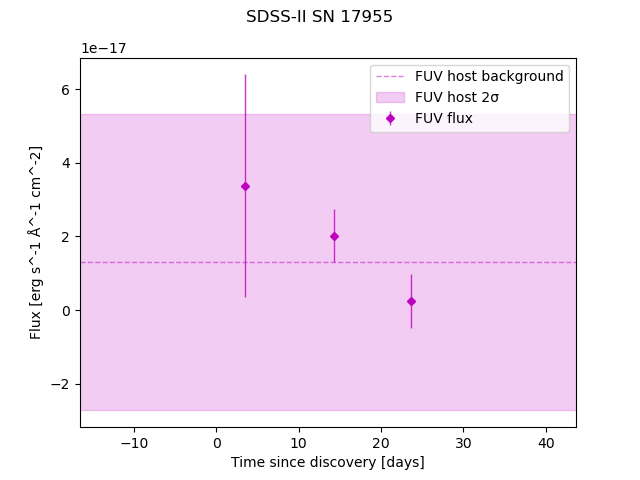 SDSS-II SN 17955
1e−17
FUV host background
FUV host 2σ
FUV flux
6
4
2
0
−2
Flux [erg s^-1 Å^-1 cm^-2]
−10 0 10 20 30 40
Time since discovery [days]